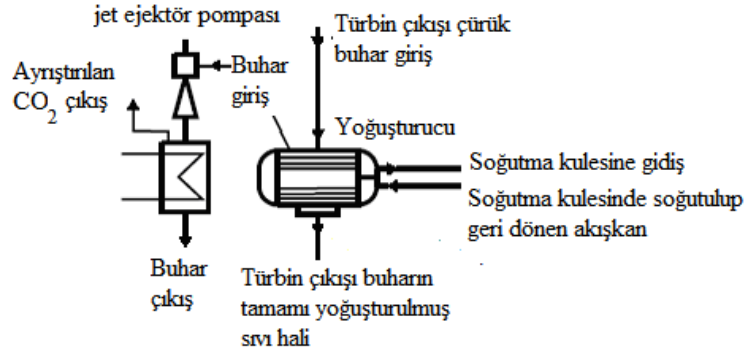 jet ejektör pompası
Ayrıştırılan
CO2 çıkış
Buhar
giriş
Buhar
çıkış
Türbin çıkışı çürük
buhar giriş
Yoğuşturucu
Soğutma kulesine gidiş
Soğutma kulesinde soğutulup
geri dönen akışkan
Türbin çıkışı buharın
tamamı yoğuşturulmuş
sıvı hali